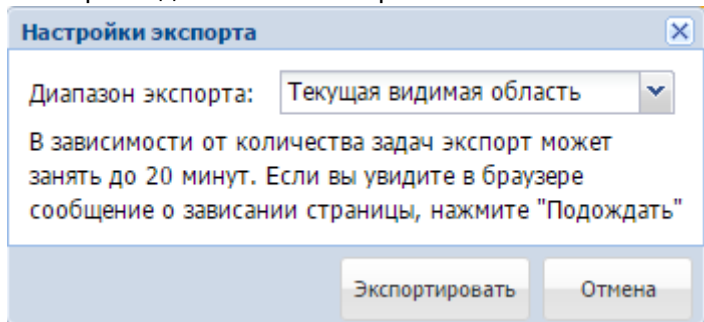 Настройки экспорта
Диапазон экспорта: Текущая видимая область
В зависимости от количества задач экспорт может
занять до 20 минут. Если вы увидите в браузере
сообщение о зависании страницы, нажмите "Подождать"
Экспортировать Отмена